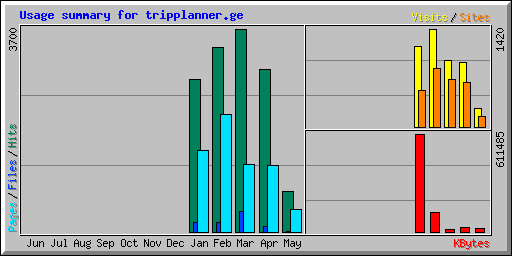 Usage summary for tripplanner.ge
Visits/Sites
3700
Pages/Files/Hits
1420
611485
Jun Jul Aug Sep Oct Nov Dec Jan Feb Mar Apr May
KBytes